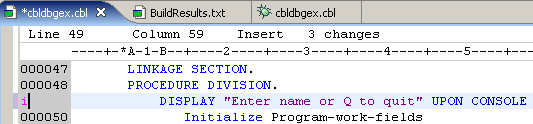 *cbldbgex.cbl BuildResults.txt cbldbgex.cbl
Line 49 Column 59 Insert 3 changes
----+-*A-1-B--+----2----+----3----+----4----+----5----+----
000047 LINKAGE SECTION.
000048 PROCEDURE DIVISION.
i DISPLAY "Enter name or Q to quit" UPON CONSOLE
000050 Initialize Program-work-fields